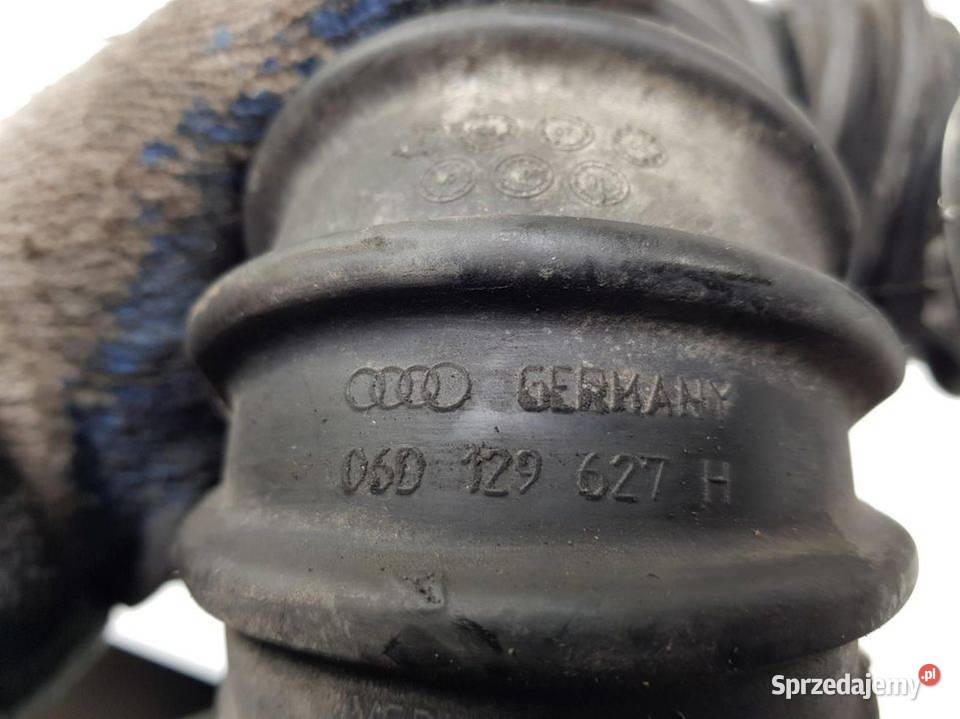 GERMANY
06D 129 627 H
Sprzedajemy.pl